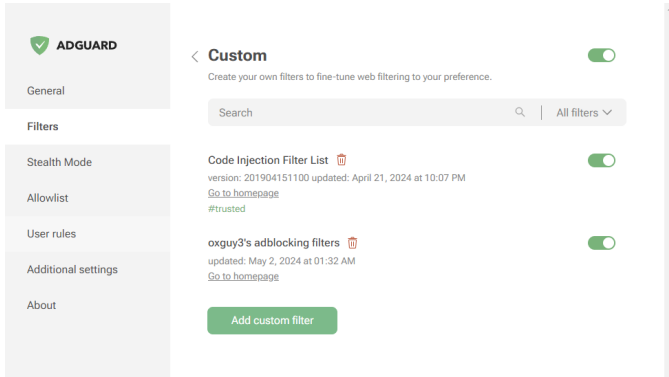 ADGUARD
General
Filters
Stealth Mode
Allowlist
User rules
Additional settings
About
Custom
Create your own filters to fine-tune web filtering to your preference.
Search
All filters
Code Injection Filter List
version: 201904151100 updated: April 21, 2024 at 10:07 PM
Go to homepage
#trusted
oxguy3's adblocking filters
updated: May 2, 2024 at 01:32 AM
Go to homepage
Add custom filter